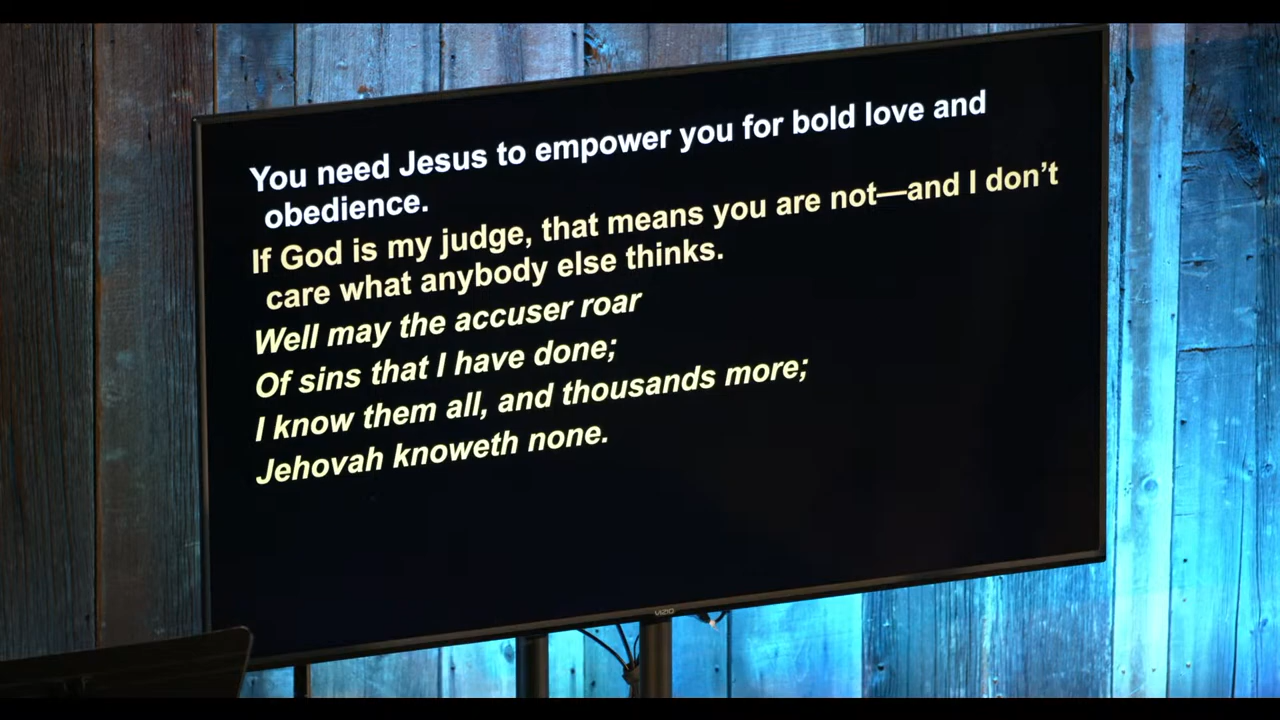 You need Jesus to empower you for bold love and
obedience.
If God is my judge, that means you are not—and I don’t
care what anybody else thinks.
Well may the accuser roar
Of sins that I have done;
I know them all, and thousands more;
Jehovah knoweth none.
VIZIO